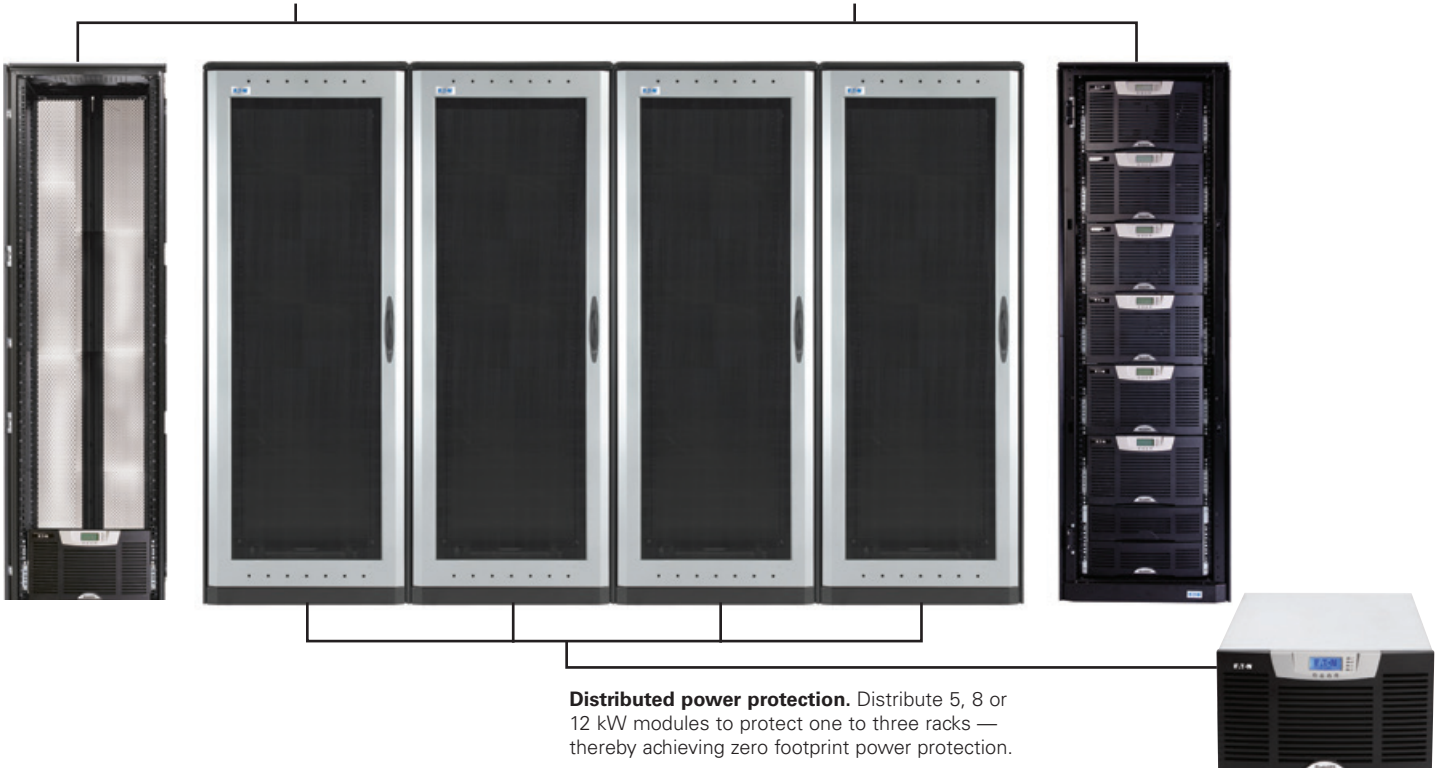 Distributed power protection. Distribute 5, 8 or
12 kW modules to protect one to three racks —
thereby achieving zero footprint power protection.